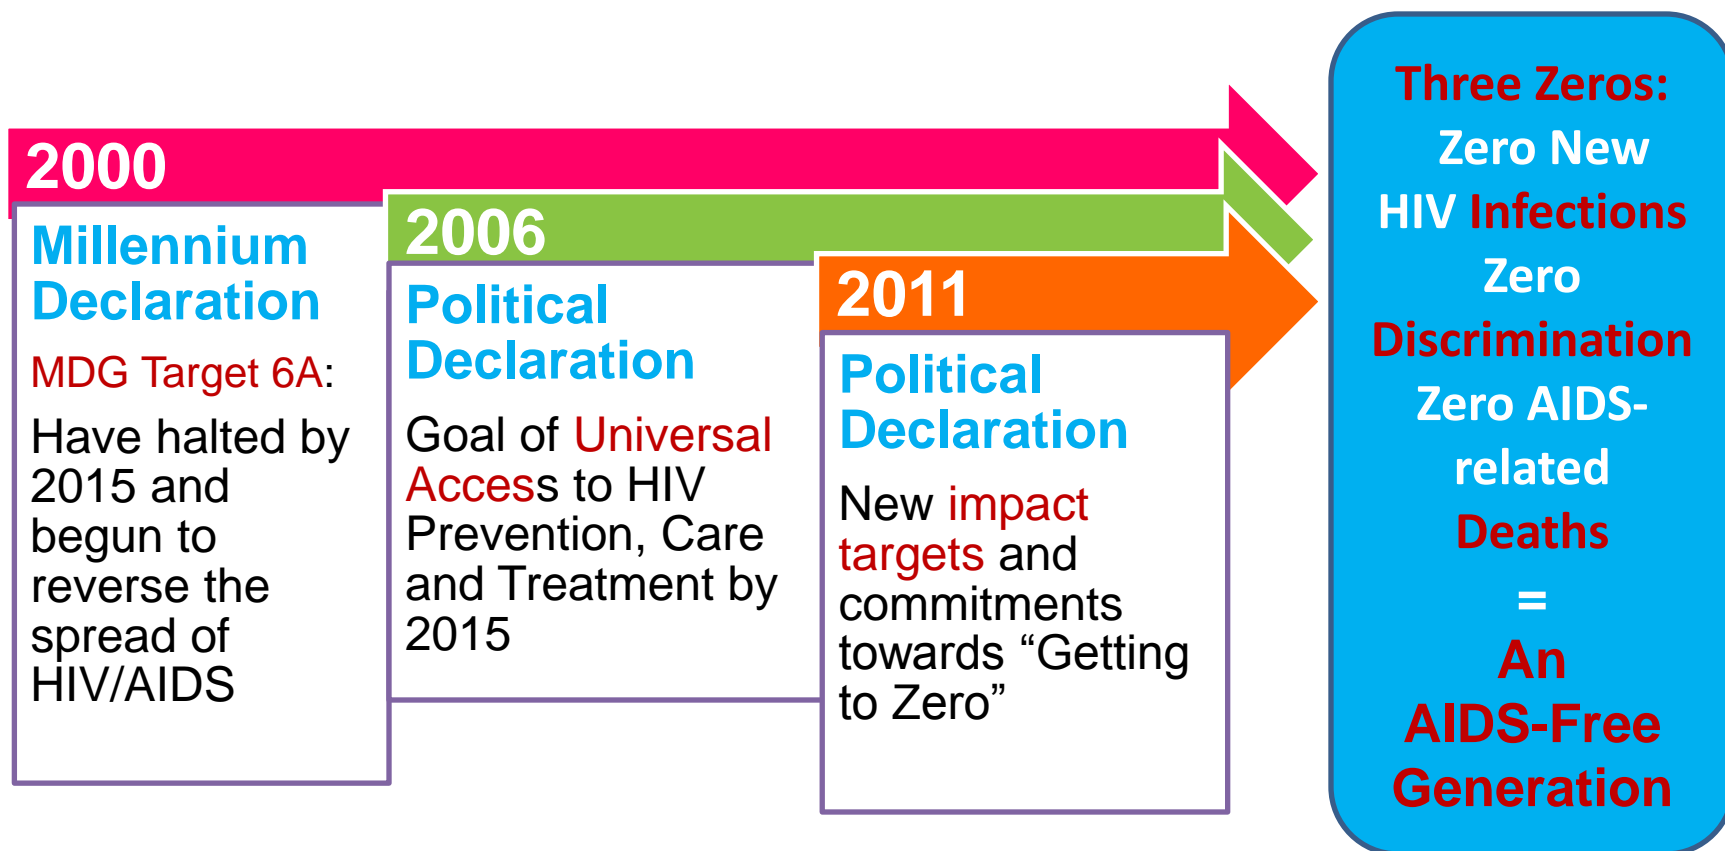 2000
Millennium
Declaration
MDG Target 6A:
Have halted by
2015 and
begun to
reverse the
spread of
HIV/AIDS
2006
Political
Declaration
Goal of Universal
Access to HIV
Prevention, Care
and Treatment by
2015
2011
Political
Declaration
New impact
targets and
commitments
towards “Getting
to Zero”
Three Zeros:
Zero New
HIV Infections
Zero
Discrimination
Zero AIDS-
related
Deaths
=
An
AIDS-Free
Generation